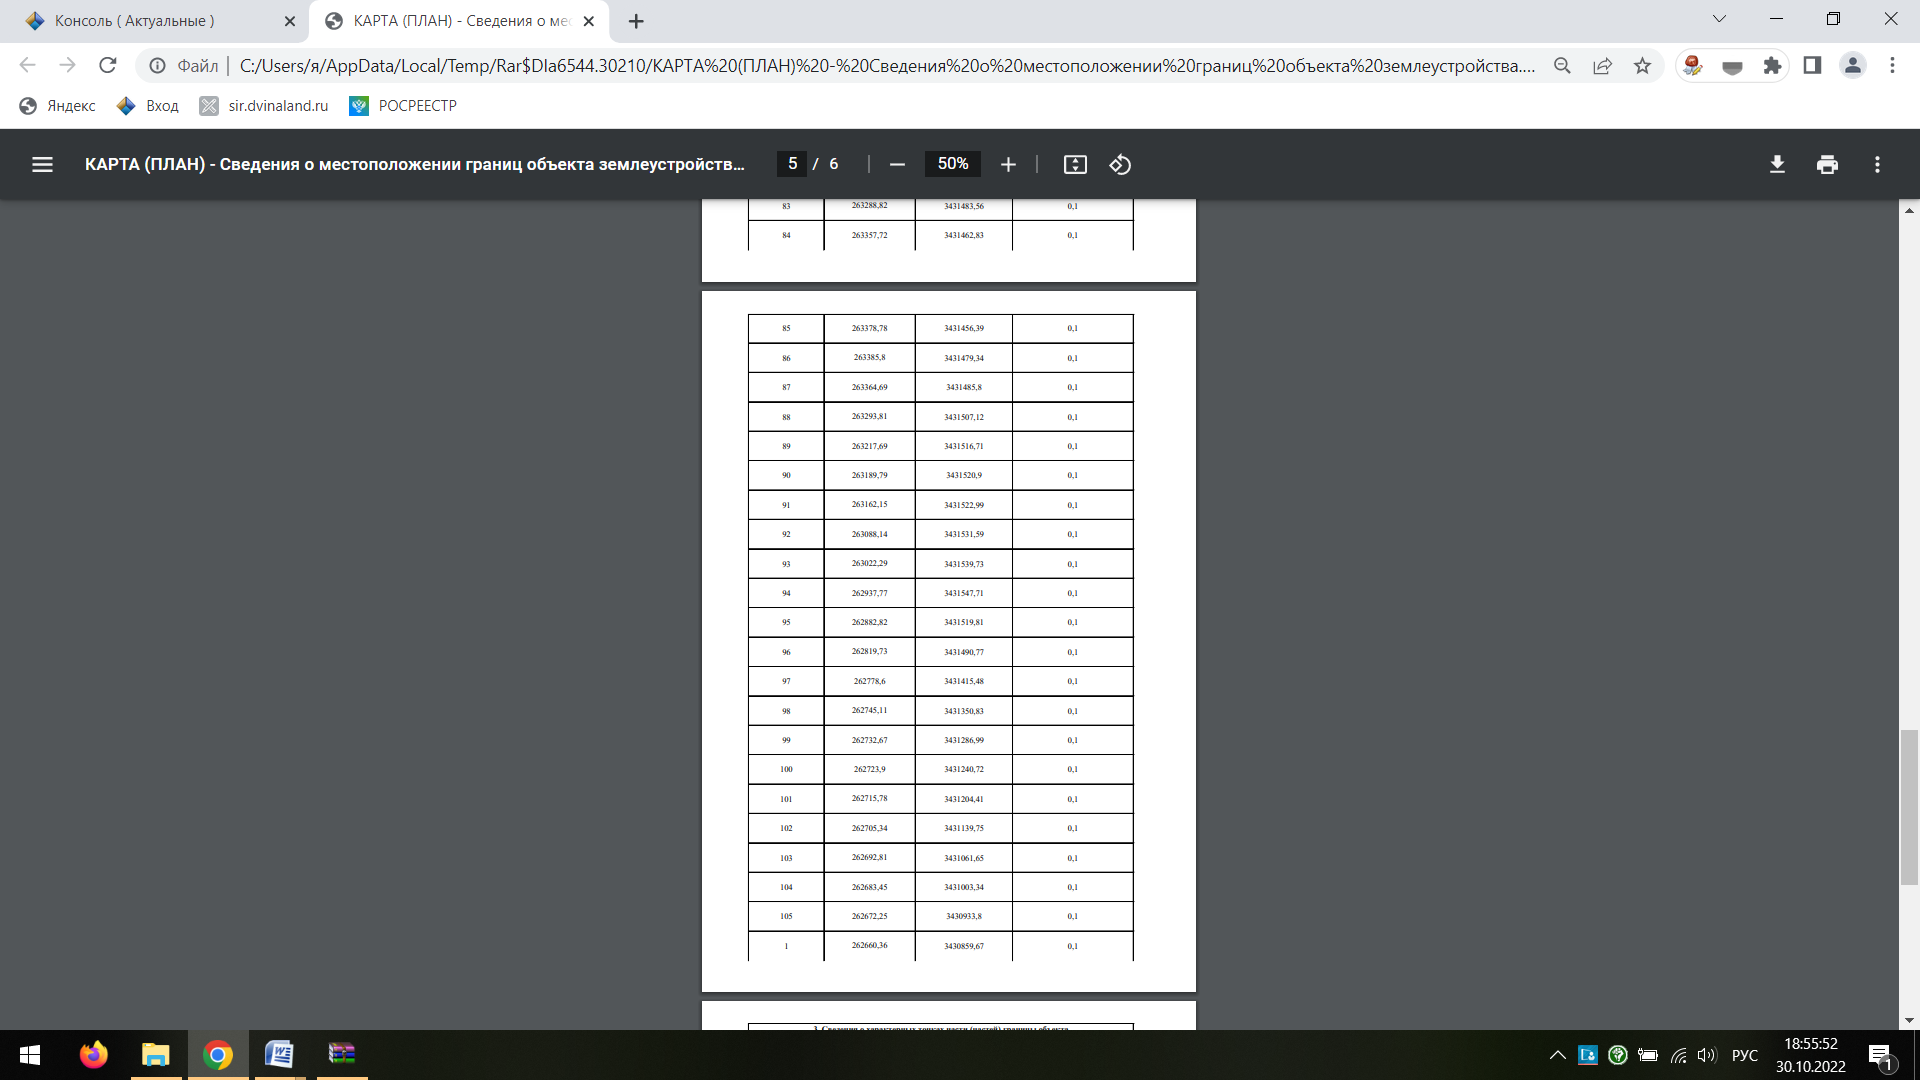 Консоль ( Актуальные )
КАРТА (ПЛАН) - Сведения о мес
Файл
C:/Users/я/AppData/Local/Temp/Rar$DIa6544.30210/КАРТА%20(ПЛАН)%20-%20Сведения%20о%20местоположении%20границ%20объекта%20землеустройства....
Яндекс Вход sir.dvinaland.ru РОСРЕЕСТР
КАРТА (ПЛАН) - Сведения о местоположении границ объекта землеустройств... 5 / 6 50%
83 263288,82 3431483,56 0,1
84 263357,72 3431462,83 0,1
85 263378,78 3431456,39 0,1
86 263385,8 3431479,34 0,1
87 263364,69 3431485,8 0,1
88 263293,81 3431507,12 0,1
89 263217,69 3431516,71 0,1
90 263189,79 3431520,9 0,1
91 263162,15 3431522,99 0,1
92 263088,14 3431531,59 0,1
93 263022,29 3431539,73 0,1
94 262937,77 3431547,71 0,1
95 262882,82 3431519,81 0,1
96 262819,73 3431490,77 0,1
97 262778,6 3431415,48 0,1
98 262745,11 3431350,83 0,1
99 262732,67 3431286,99 0,1
100 262723,9 3431240,72 0,1
101 262715,78 3431204,41 0,1
102 262705,34 3431139,75 0,1
103 262692,81 3431061,65 0,1
104 262683,45 3431003,34 0,1
105 262672,25 3430933,8 0,1
1 262660,36 3430859,67 0,1
3. Сведения о характерных точках части (частей) границы объекта
РУС
18:55:52
30.10.2022
1